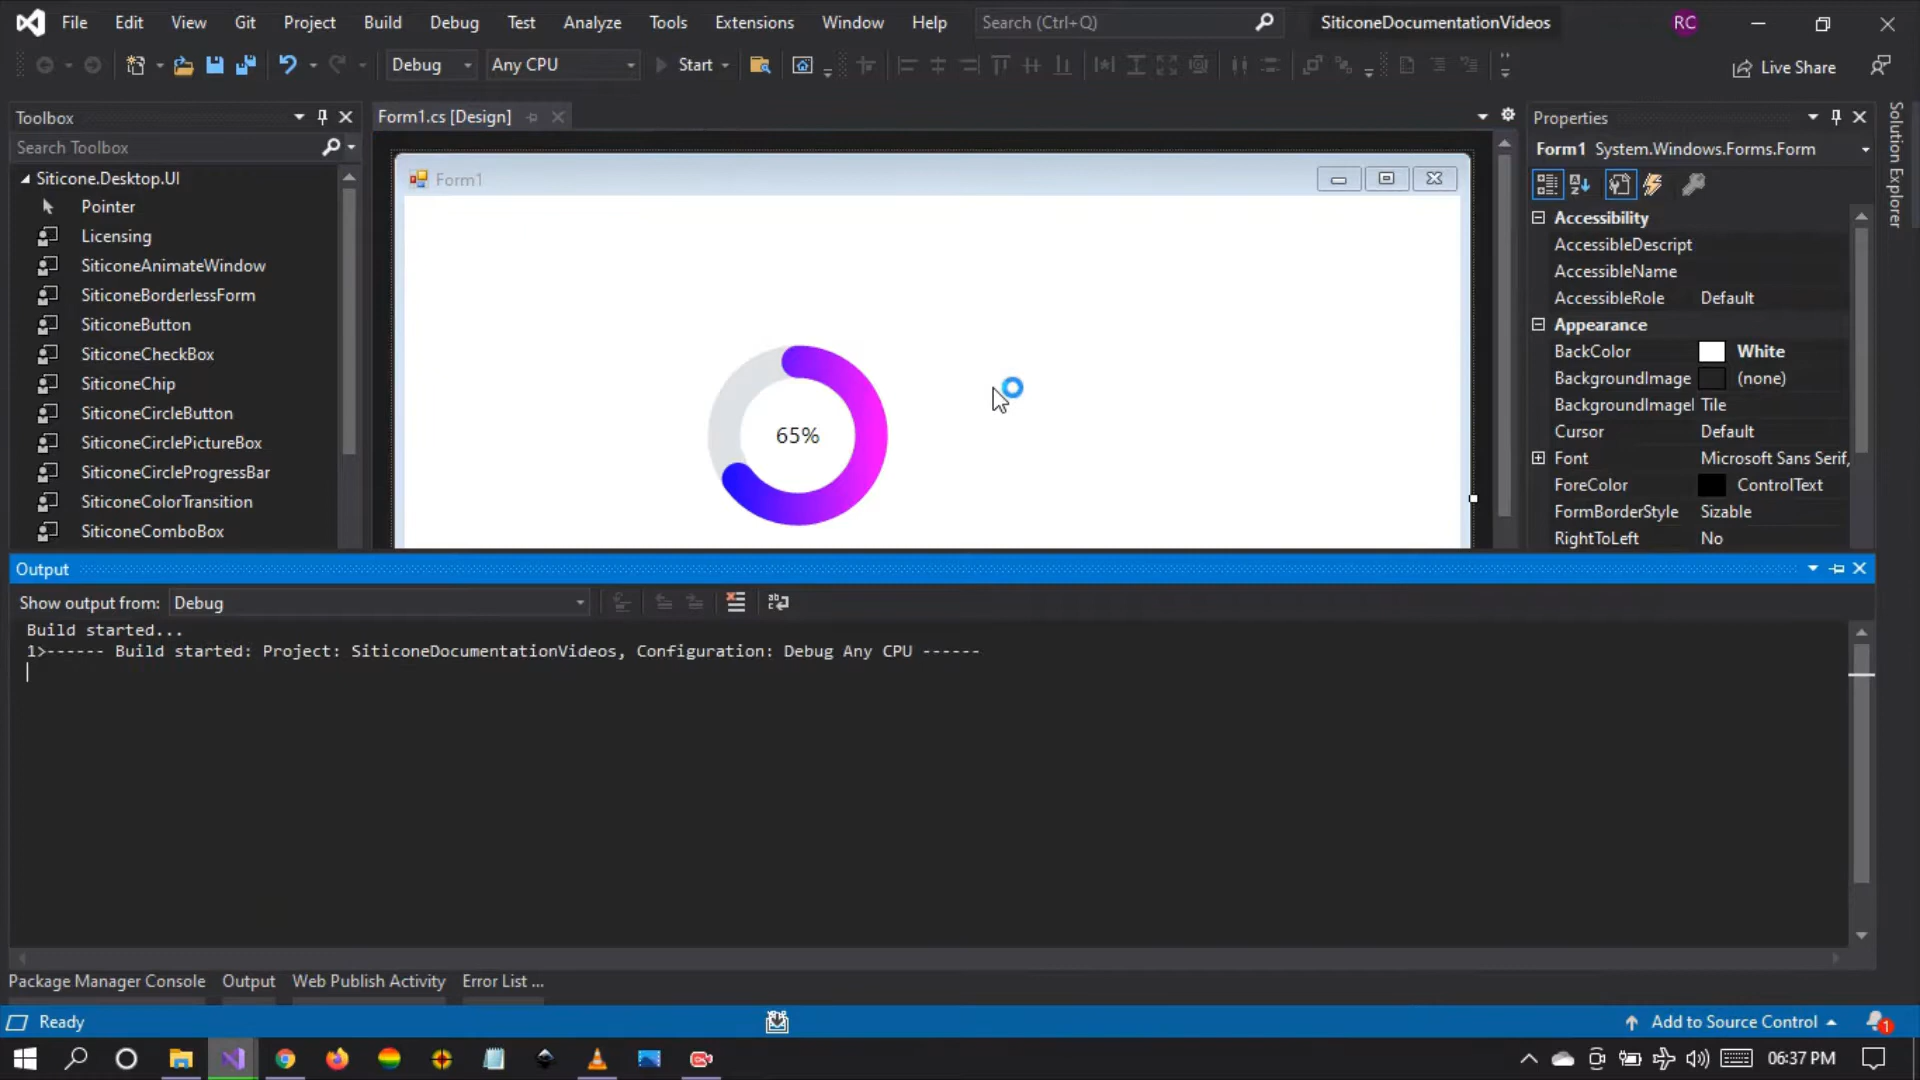 File Edit View Git Project Build Debug Test Analyze Tools Extensions Window Help Search (Ctrl+Q) SiticoneDocumentationVideos RC
Debug Any CPU Start Live Share
Toolbox
Search Toolbox
Siticone.Desktop.UI
Pointer
Licensing
SiticoneAnimateWindow
SiticoneBorderlessForm
SiticoneButton
SiticoneCheckBox
SiticoneChip
SiticoneCircleButton
SiticoneCirclePictureBox
SiticoneCircleProgressBar
SiticoneColorTransition
SiticoneComboBox
Form1.cs [Design]
Form1
65%
Properties
Form1 System.Windows.Forms.Form
Accessibility
AccessibleDescript
AccessibleName
AccessibleRole Default
Appearance
BackColor White
BackgroundImage (none)
BackgroundImagel Tile
Cursor Default
Font Microsoft Sans Serif,
ForeColor ControlText
FormBorderStyle Sizable
RightToLeft No
Solution Explorer
Output
Show output from: Debug
Build started...
1>------ Build started: Project: SiticoneDocumentationVideos, Configuration: Debug Any CPU ------
Package Manager Console Output Web Publish Activity Error List ...
Ready Add to Source Control 1
06:37 PM